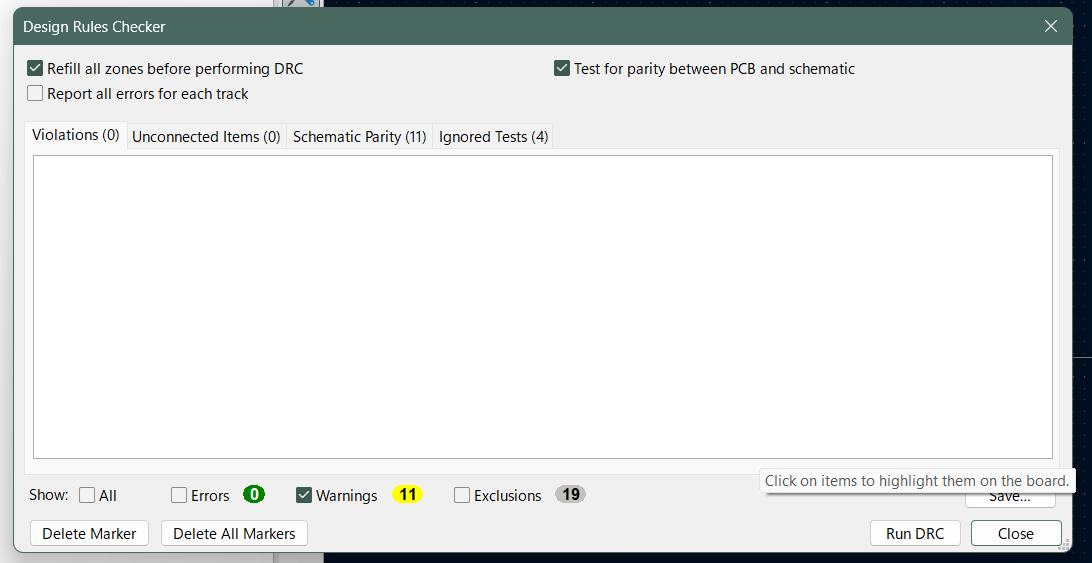 Design Rules Checker
Refill all zones before performing DRC
Test for parity between PCB and schematic
Report all errors for each track
Violations (0) Unconnected Items (0) Schematic Parity (11) Ignored Tests (4)
Click on items to highlight them on the board.
Show: All Errors 0 Warnings 11 Exclusions 19
Save...
Delete Marker Delete All Markers Run DRC Close